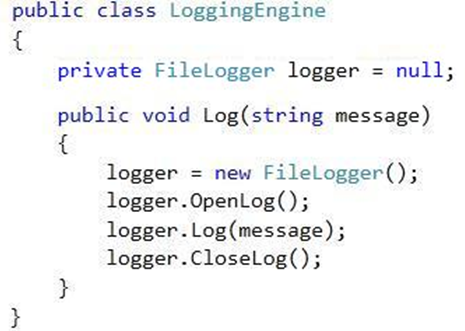 public class LoggingEngine
{
    private FileLogger logger = null;
    public void Log(string message)
    {
        logger = new FileLogger();
        logger.OpenLog();
        logger.Log(message);
        logger.CloseLog();
    }
}